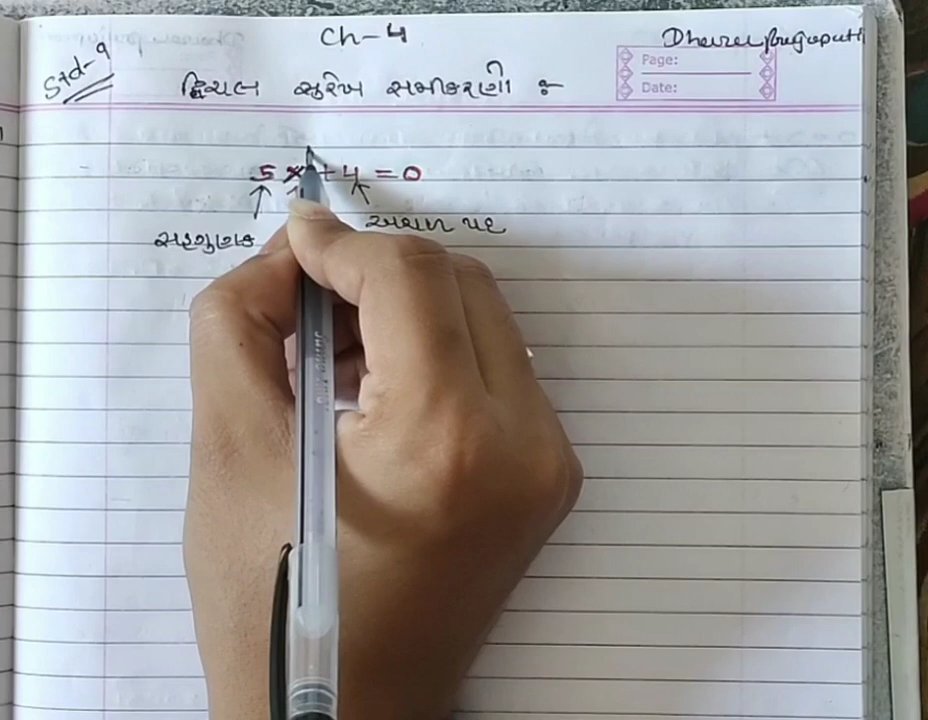 Ch-4
Std-9
Page:
Date:
દ્વિચલ સુરેખ સમીકરણો :-
5x+4=0
અચળ પદ
સહગુણક